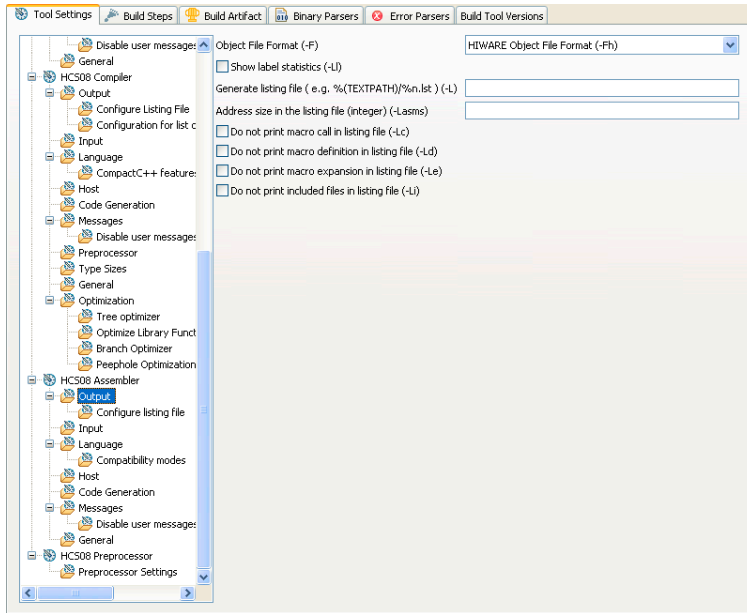 Tool Settings Build Steps Build Artifact Binary Parsers Error Parsers Build Tool Versions
Disable user messages
General
HCS08 Compiler
Output
Configure Listing File
Configuration for list c
Input
Language
CompactC++ feature
Host
Code Generation
Messages
Disable user messages
Preprocessor
Type Sizes
General
Optimization
Tree optimizer
Optimize Library Funct
Branch Optimizer
Peephole Optimization
HCS08 Assembler
Output
Configure listing file
Input
Language
Compatibility modes
Host
Code Generation
Messages
Disable user messages
General
HCS08 Preprocessor
Preprocessor Settings
Object File Format (-F) HIWARE Object File Format (-Fh)
Show label statistics (-Ll)
Generate listing file ( e.g. %(TEXTPATH)/%n.lst ) (-L)
Address size in the listing file (integer) (-Lasms)
Do not print macro call in listing file (-Lc)
Do not print macro definition in listing file (-Ld)
Do not print macro expansion in listing file (-Le)
Do not print included files in listing file (-Li)